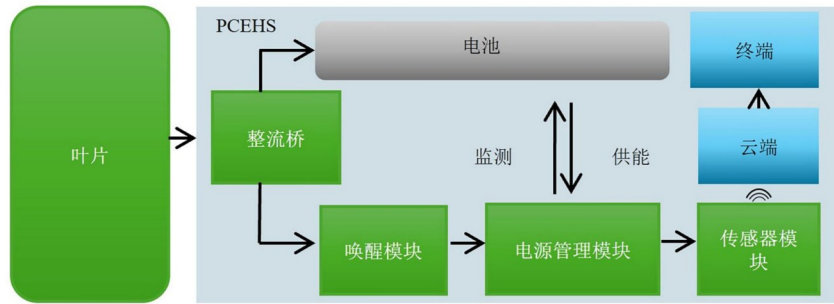 PCEHS
电池
终端
叶片
整流桥
监测
供能
云端
唤醒模块
电源管理模块
传感器模
块